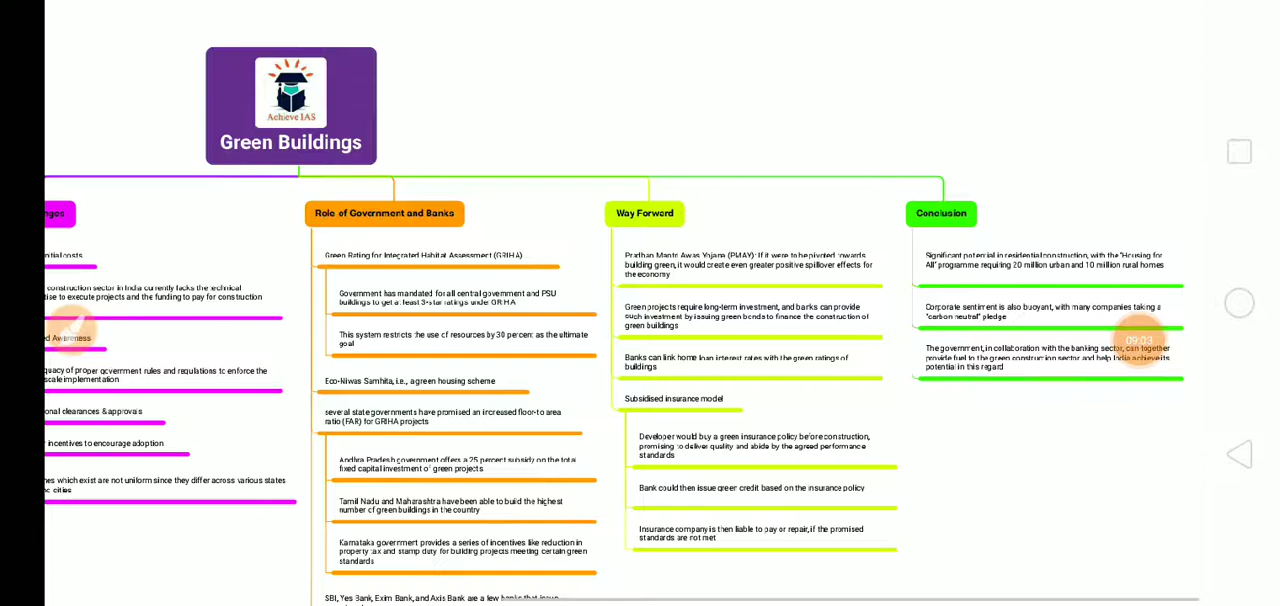 Achieve IAS
Green Buildings
nges
Role of Government and Banks
Way Forward
Conclusion
nitial costs
construction sector in India currently lacks the technical
tise to execute projects and the funding to pay for construction
ed Awareness
quacy of proper government rules and regulations to enforce the
scale implementation
onal clearances & approvals
r incentives to encourage adoption
nes which exist are not uniform since they differ across various states
cities
Green Rating for Integrated Habitat Assessment (GRIHA)
Government has mandated for all central government and PSU
buildings to get at least 3-star ratings under GRIHA
This system restricts the use of resources by 30 percent as the ultimate
goal
Eco-Niwas Samhita, i.e., a green housing scheme
several state governments have promised an increased floor-to area
ratio (FAR) for GRIHA projects
Andhra Pradesh government offers a 25 percent subsidy on the total
fixed capital investment of green projects
Tamil Nadu and Maharashtra have been able to build the highest
number of green buildings in the country
Karnataka government provides a series of incentives like reduction in
property tax and stamp duty for building projects meeting certain green
standards
SBI, Yes Bank, Exim Bank, and Axis Bank are a few banks that issue
Pradhan Mantri Awas Yojana (PMAY): If it were to be pivoted towards
building green, it would create even greater positive spillover effects for
the economy
Green projects require long-term investment, and banks can provide
such investment by issuing green bonds to finance the construction of
green buildings
Banks can link home loan interest rates with the green ratings of
buildings
Subsidised insurance model
Developer would buy a green insurance policy before construction,
promising to deliver quality and abide by the agreed performance
standards
Bank could then issue green credit based on the insurance policy
Insurance company is then liable to pay or repair, if the promised
standards are not met
Significant potential in residential construction, with the "Housing for
All" programme requiring 20 million urban and 10 million rural homes
Corporate sentiment is also buoyant, with many companies taking a
"carbon neutral" pledge
The government, in collaboration with the banking sector, can together
provide fuel to the green construction sector and help India achieve its
potential in this regard
09:03